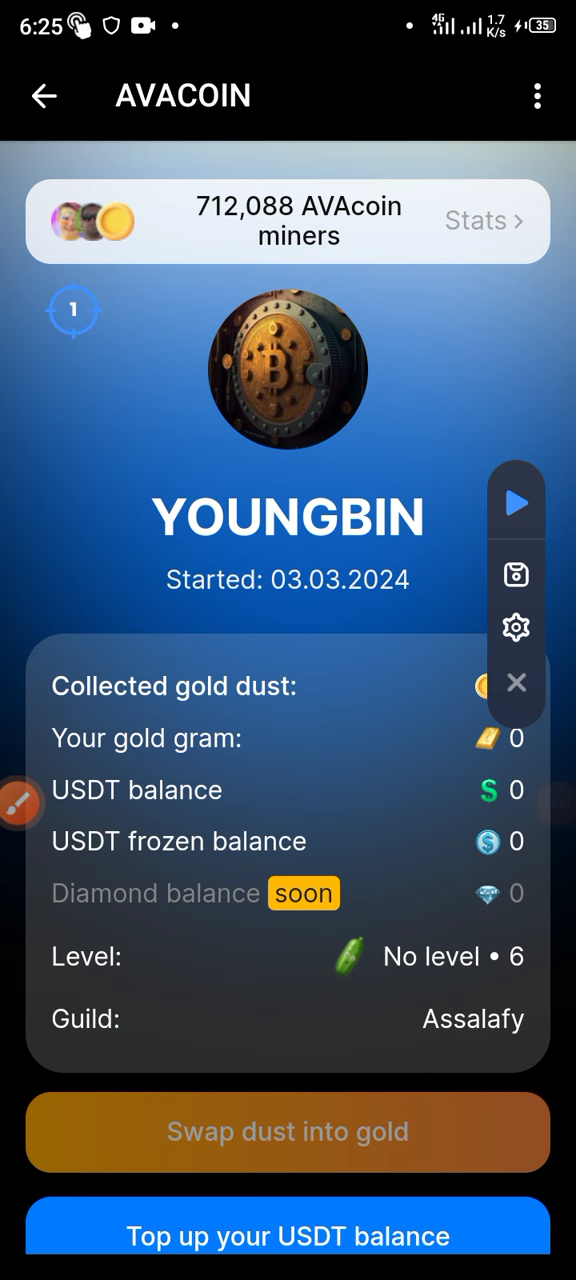 6:25 4G 1.7 K/s 35
AVACOIN
712,088 AVAcoin
miners
Stats
1
YOUNGBIN
Started: 03.03.2024
Collected gold dust:
Your gold gram: 0
USDT balance 0
USDT frozen balance 0
Diamond balance soon 0
Level: No level • 6
Guild: Assalafy
Swap dust into gold
Top up your USDT balance